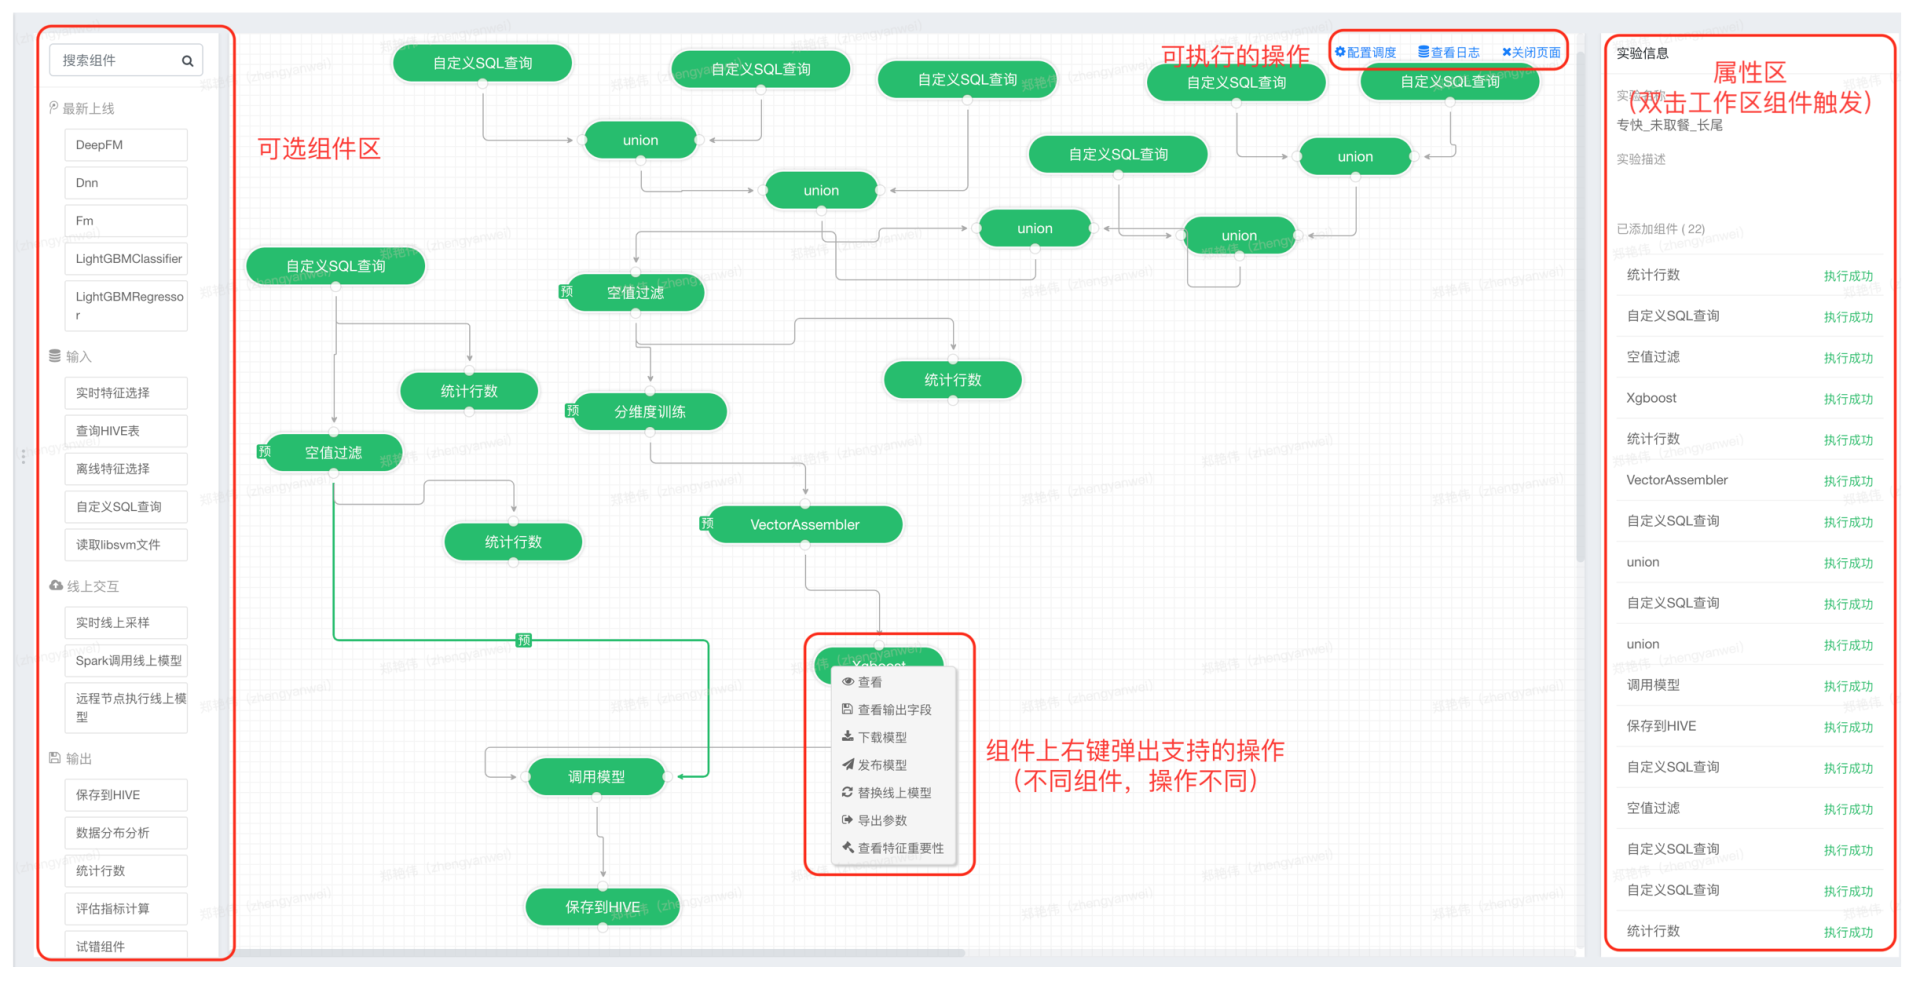 搜索组件
最新上线
DeepFM
Dnn
Fm
LightGBMClassifier
LightGBMRegresso
r
输入
实时特征选择
查询HIVE表
离线特征选择
自定义SQL查询
读取libsvm文件
线上交互
实时线上采样
Spark调用线上模型
远程节点执行线上模
型
输出
保存到HIVE
数据分布分析
统计行数
评估指标计算
试错组件
可选组件区
可执行的操作
配置调度 查看日志 关闭页面
自定义SQL查询
自定义SQL查询
自定义SQL查询
自定义SQL查询
自定义SQL查询
union
自定义SQL查询
union
union
union
union
自定义SQL查询
预 空值过滤
统计行数
统计行数
预 分维度训练
预 空值过滤
统计行数
预 VectorAssembler
预
Xgboost
查看
查看输出字段
下载模型
发布模型
替换线上模型
导出参数
查看特征重要性
组件上右键弹出支持的操作
（不同组件，操作不同）
调用模型
保存到HIVE
实验信息
属性区
（双击工作区组件触发）
实验名称
专快_未取餐_长尾
实验描述
已添加组件 ( 22)
统计行数 执行成功
自定义SQL查询 执行成功
空值过滤 执行成功
Xgboost 执行成功
统计行数 执行成功
VectorAssembler 执行成功
自定义SQL查询 执行成功
union 执行成功
自定义SQL查询 执行成功
union 执行成功
调用模型 执行成功
保存到HIVE 执行成功
自定义SQL查询 执行成功
空值过滤 执行成功
自定义SQL查询 执行成功
自定义SQL查询 执行成功
统计行数 执行成功
郑艳伟（zhengyanwei）